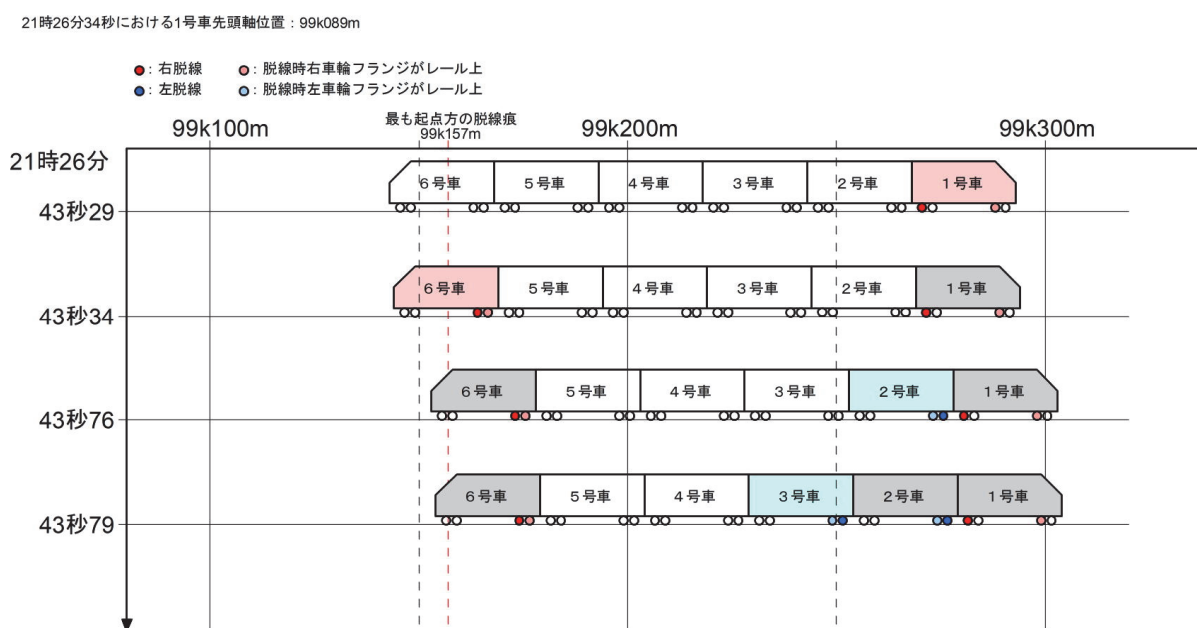 21時26分34秒における1号車先頭軸位置：99k089m
：右脱線 ：脱線時右車輪フランジがレール上
：左脱線 ：脱線時左車輪フランジがレール上
最も起点方の脱線痕
99k100m 99k157m 99k200m 99k300m
21時26分
6号車 5号車 4号車 3号車 2号車 1号車
43秒29
6号車 5号車 4号車 3号車 2号車 1号車
43秒34
6号車 5号車 4号車 3号車 2号車 1号車
43秒76
6号車 5号車 4号車 3号車 2号車 1号車
43秒79